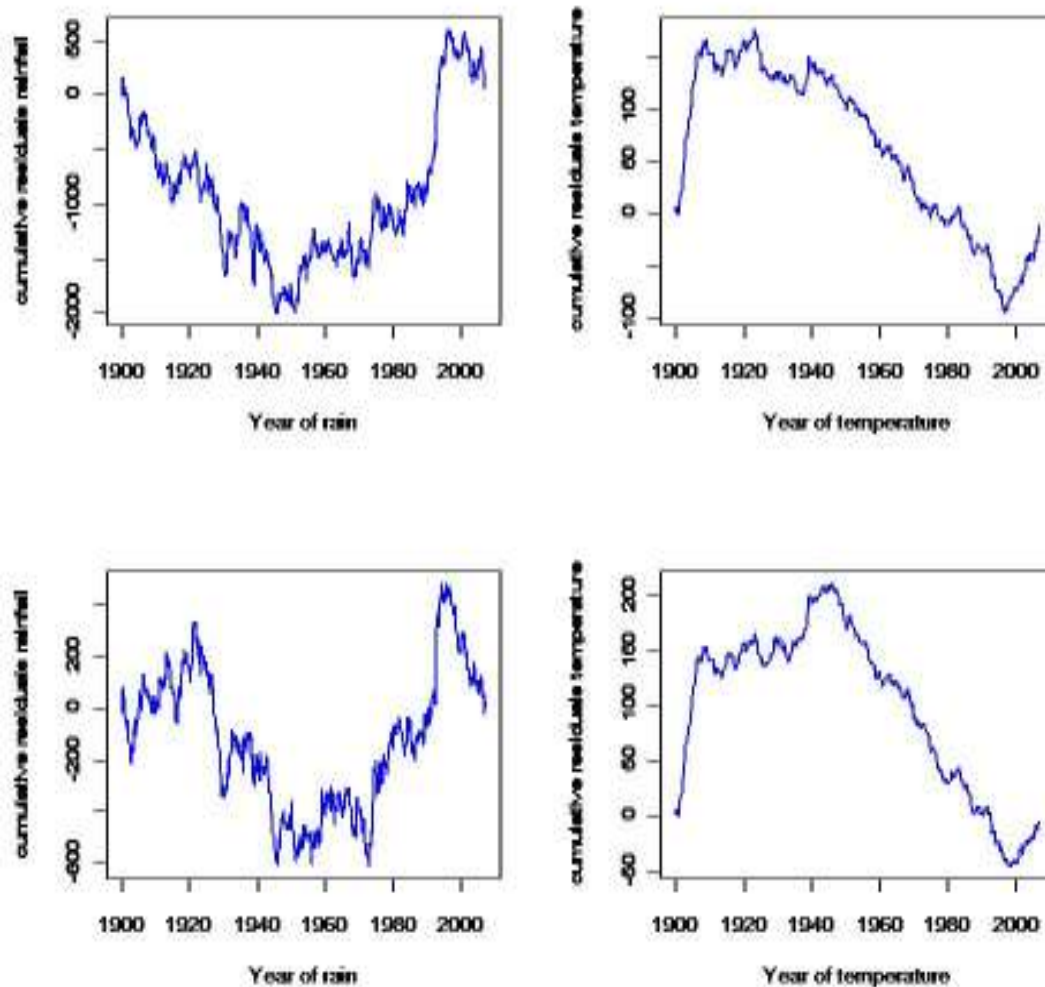 cumulative residuals rainfall
500
0
-1000
-2000
1900 1920 1940 1960 1980 2000
Year of rain
cumulative residuals temperature
100
50
0
-100
1900 1920 1940 1960 1980 2000
Year of temperature
cumulative residuals rainfall
200
0
-200
-600
1900 1920 1940 1960 1980 2000
Year of rain
cumulative residuals temperature
200
150
100
50
0
-50
1900 1920 1940 1960 1980 2000
Year of temperature